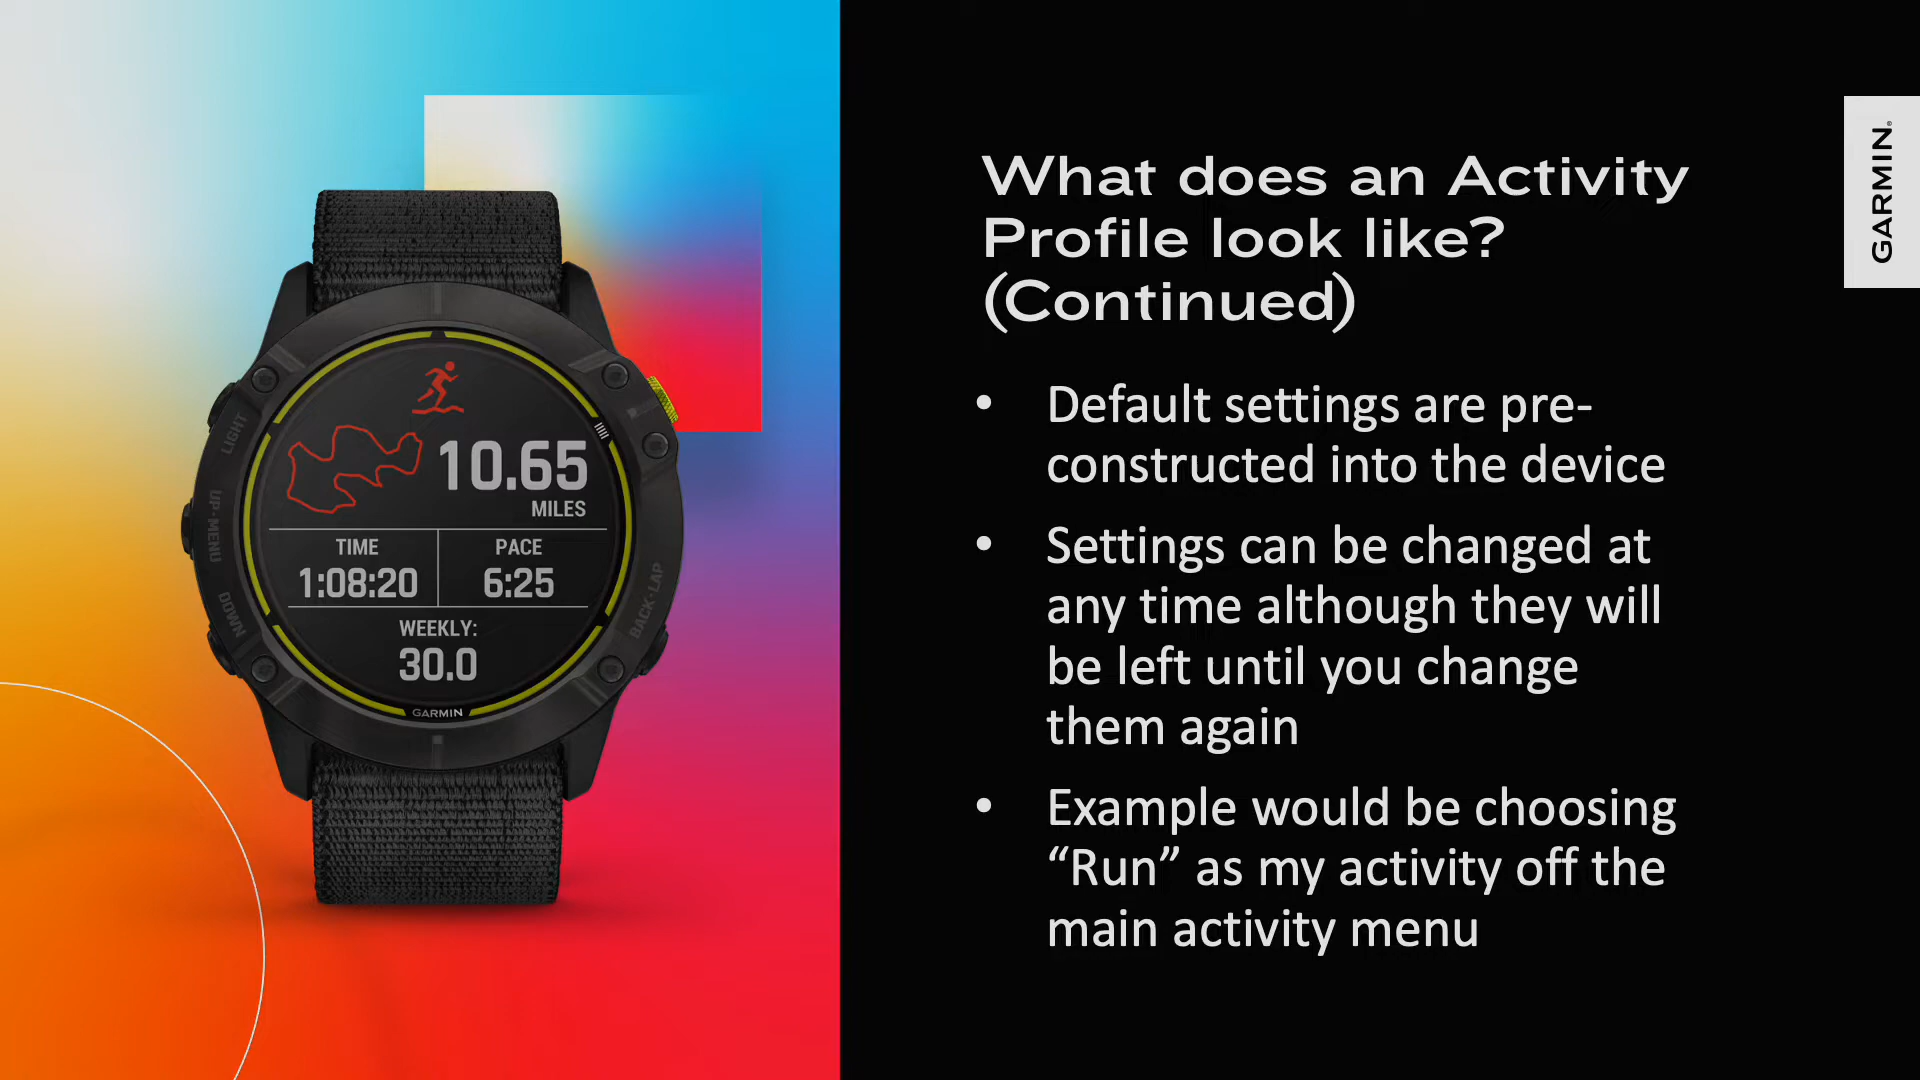 What does an Activity
Profile look like?
(Continued)
• Default settings are pre-
constructed into the device
• Settings can be changed at
any time although they will
be left until you change
them again
• Example would be choosing
“Run” as my activity off the
main activity menu
GARMIN®
LIGHT
UP·MENU
DOWN
BACK·LAP
10.65
MILES
TIME
1:08:20
PACE
6:25
WEEKLY:
30.0
GARMIN